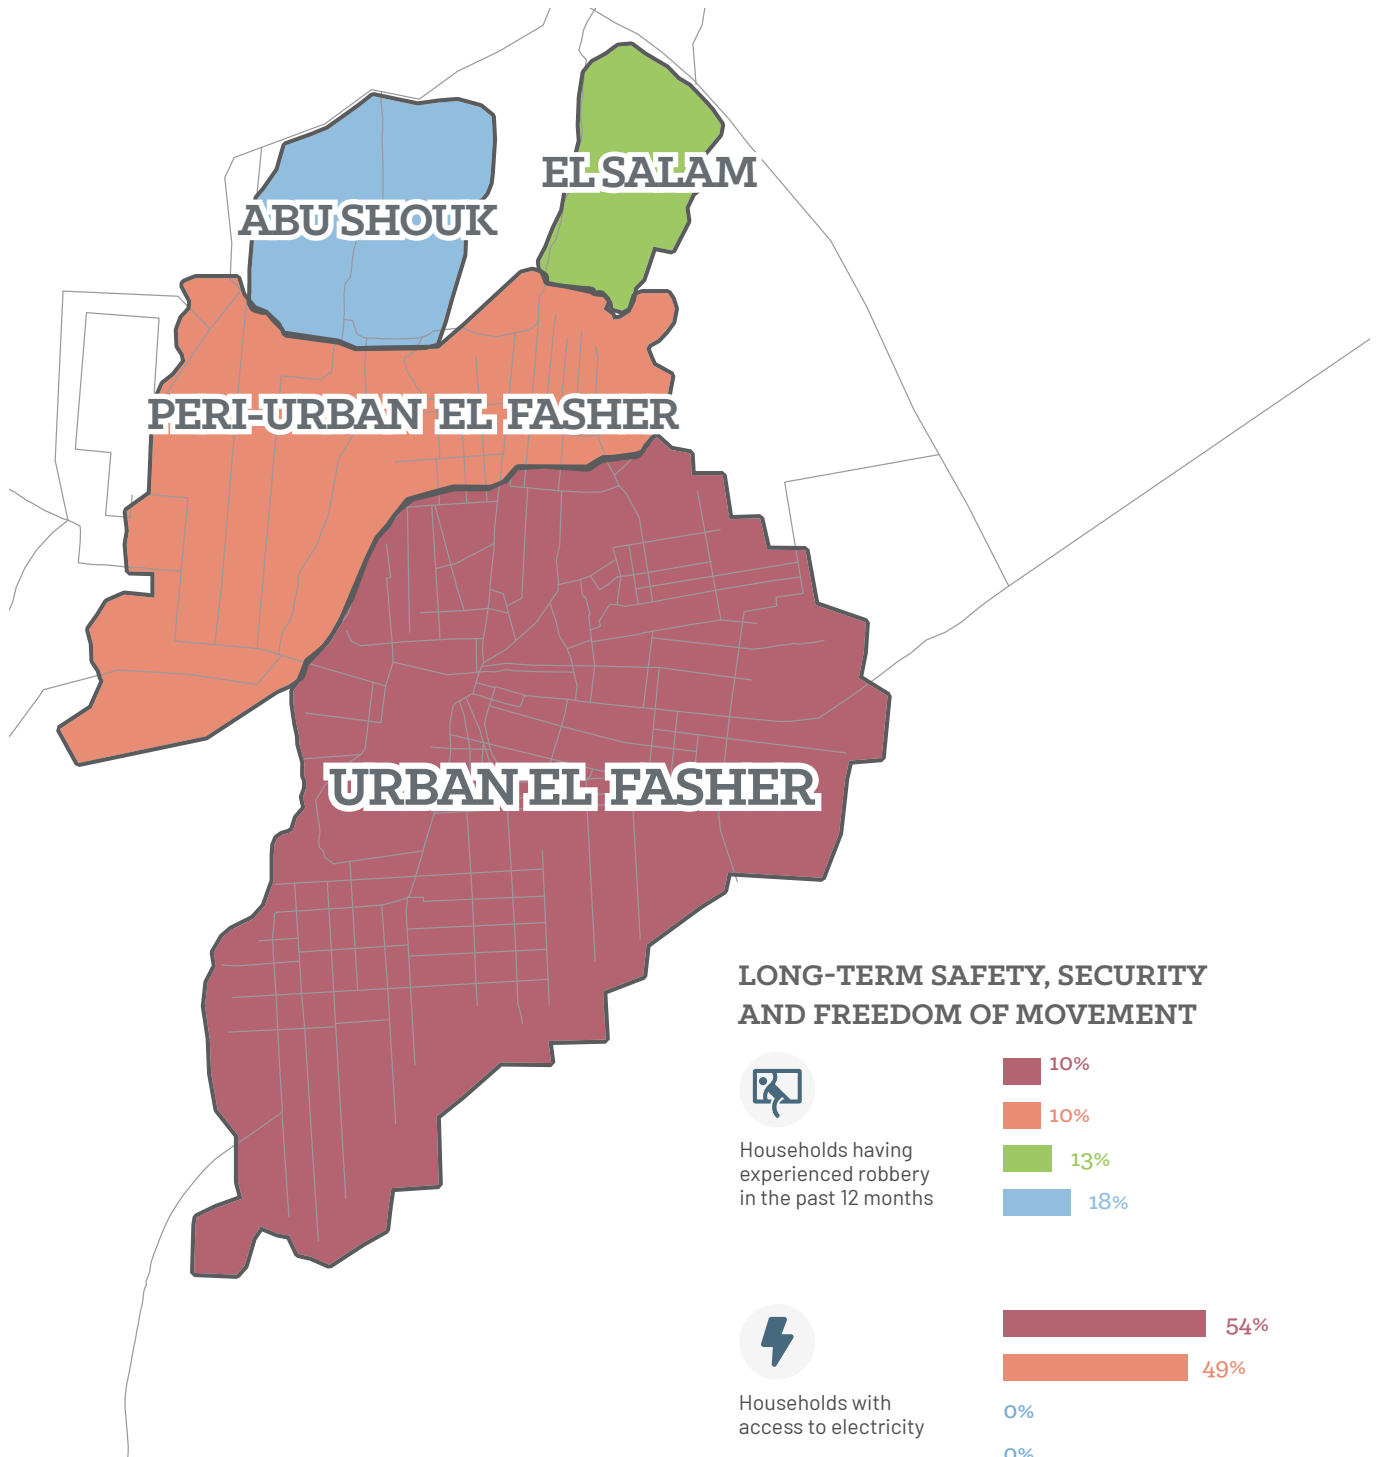 EL SALAM
ABU SHOUK
PERI-URBAN EL FASHER
URBAN EL FASHER
LONG-TERM SAFETY, SECURITY
AND FREEDOM OF MOVEMENT
10%
10%
13%
18%
Households having
experienced robbery
in the past 12 months
54%
49%
0%
0%
Households with
access to electricity